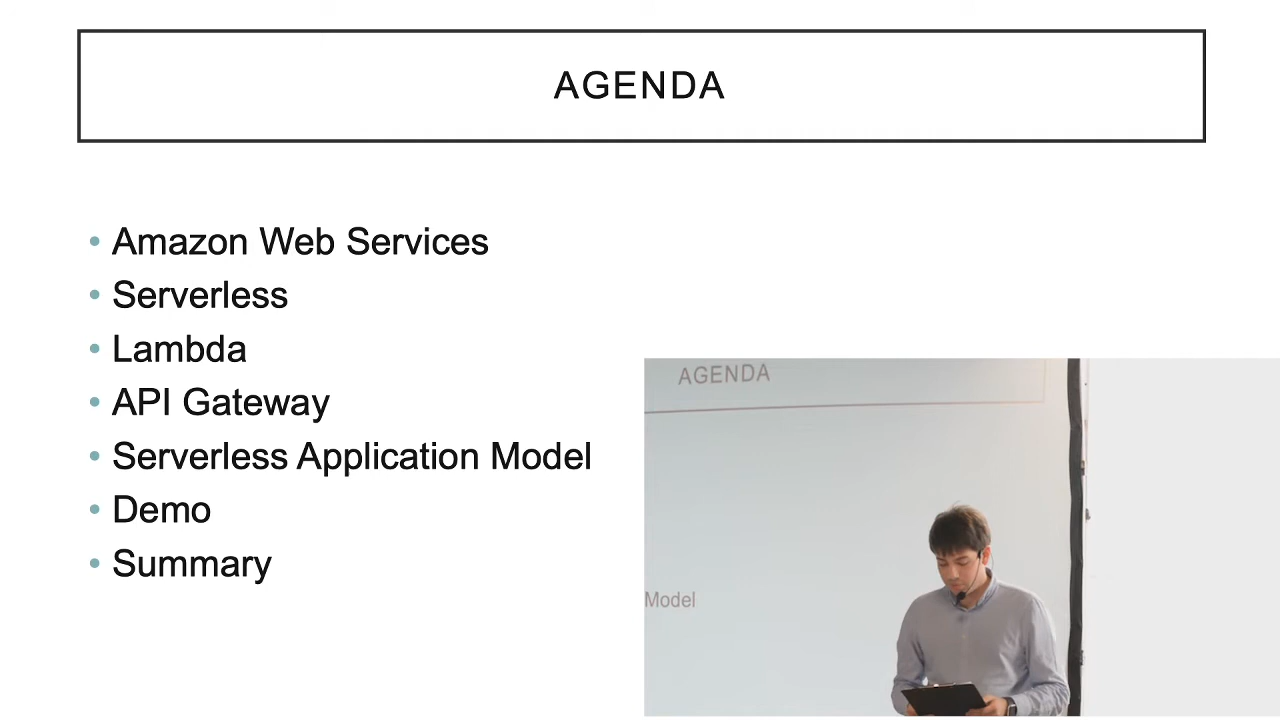 AGENDA
Amazon Web Services
Serverless
Lambda
API Gateway
Serverless Application Model
Demo
Summary
AGENDA
Model